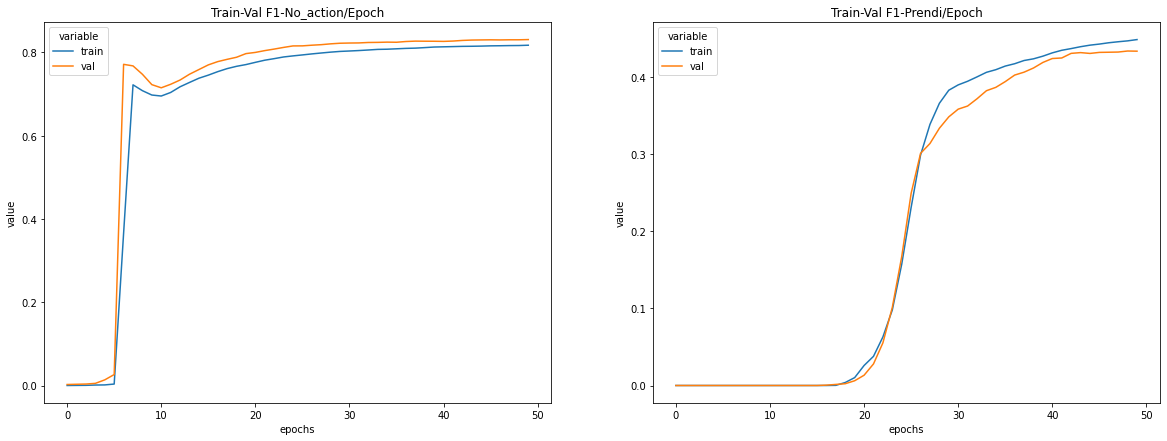 Train-Val F1-No_action/Epoch
variable
train
val
value
0.8
0.6
0.4
0.2
0.0
0 10 20 30 40 50
epochs
Train-Val F1-Prendi/Epoch
variable
train
val
value
0.4
0.3
0.2
0.1
0.0
0 10 20 30 40 50
epochs